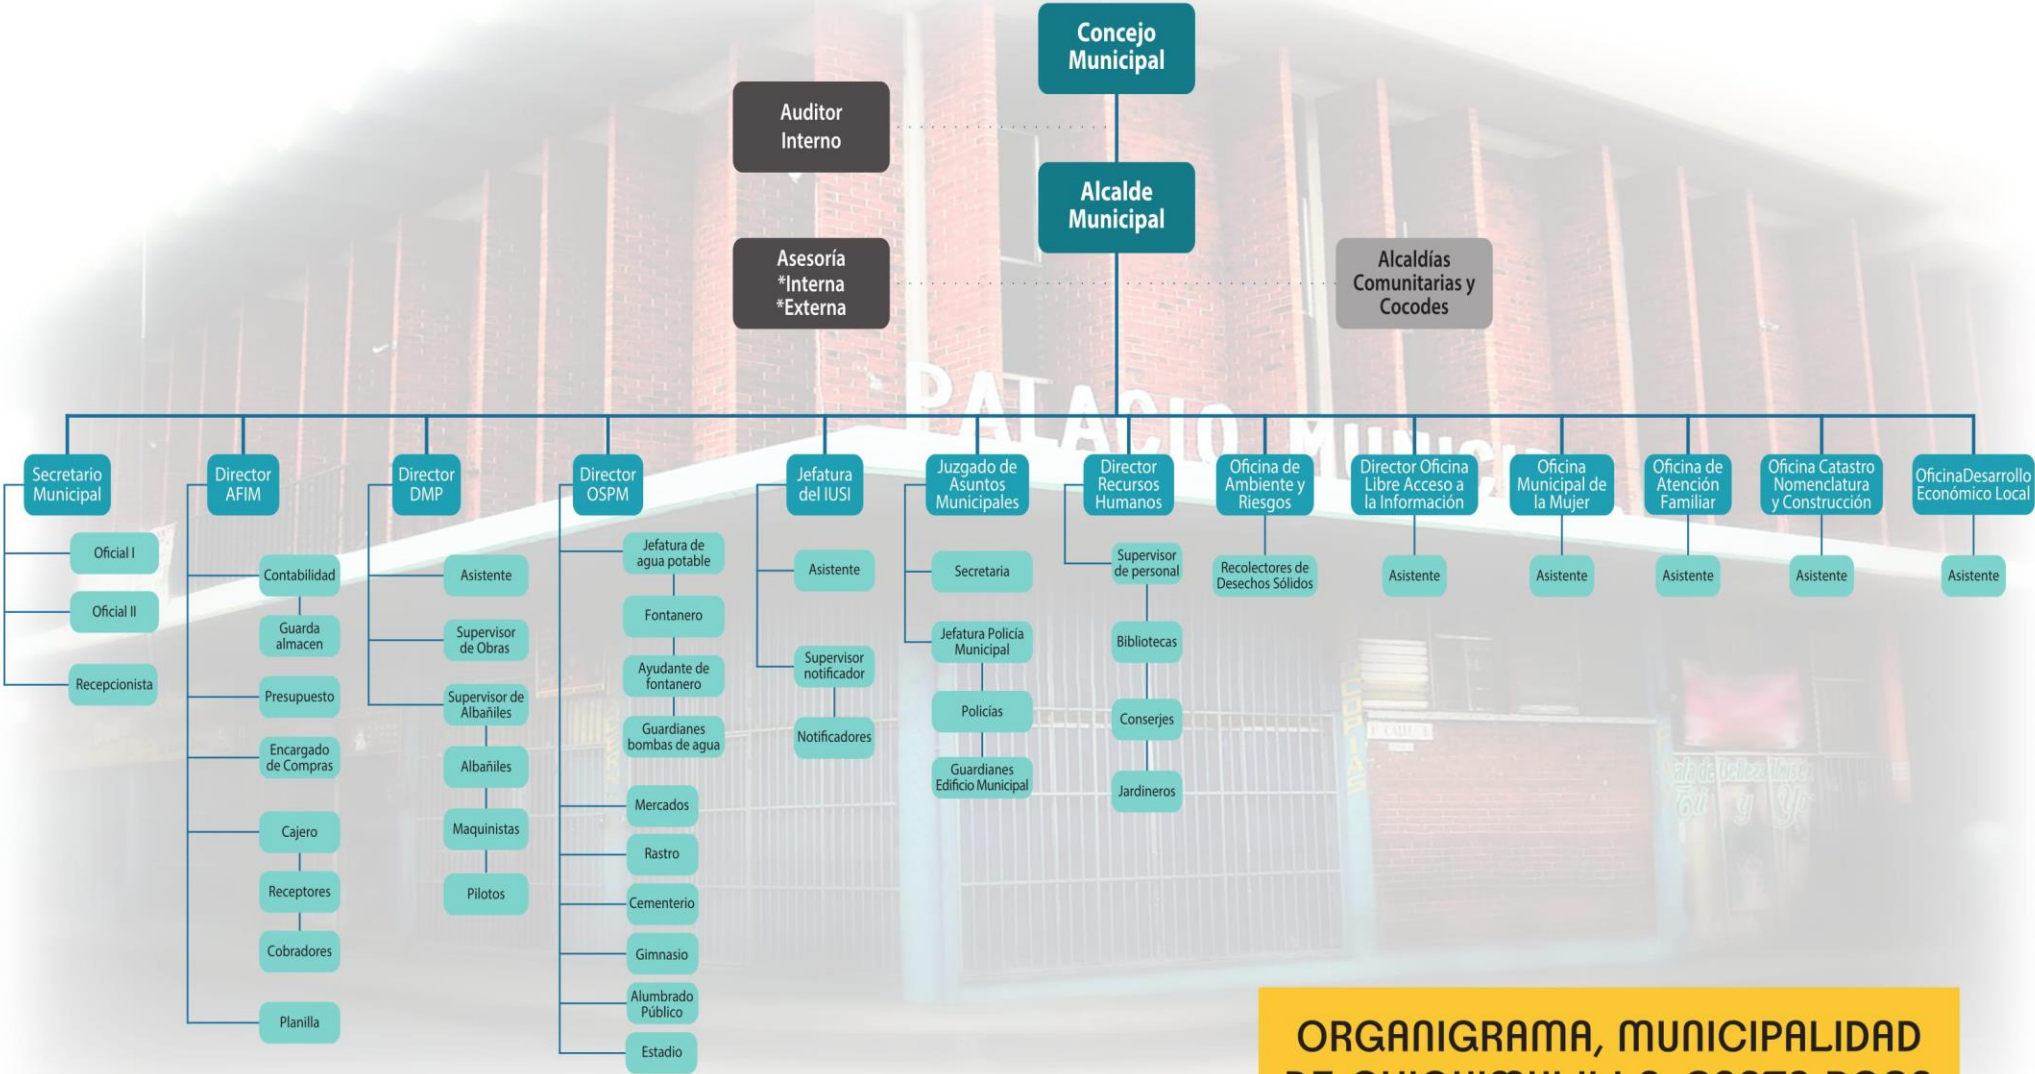 Concejo
Municipal
Auditor
Interno
Alcalde
Municipal
Asesoría
*Interna
*Externa
Alcaldías
Comunitarias y
Cocodes
PALACIO
Secretario
Municipal
Oficial I
Oficial II
Recepcionista
Director
AFIM
Contabilidad
Guarda
almacen
Presupuesto
Encargado
de Compras
Cajero
Receptores
Cobradores
Planilla
Director
DMP
Asistente
Supervisor
de Obras
Supervisor de
Albañiles
Albañiles
Maquinistas
Pilotos
Director
OSPM
Jefatura de
agua potable
Fontanero
Ayudante de
fontanero
Guardianes
bombas de agua
Mercados
Rastro
Cementerio
Gimnasio
Alumbrado
Público
Estadio
Jefatura
del IUSI
Asistente
Supervisor
notificador
Notificadores
Juzgado de
Asuntos
Municipales
Secretaria
Jefatura Policía
Municipal
Policías
Guardianes
Edificio Municipal
Director
Recursos
Humanos
Supervisor
de personal
Bibliotecas
Conserjes
Jardineros
Oficina de
Ambiente y
Riesgos
Recolectores de
Desechos Sólidos
Director Oficina
Libre Acceso a
la Información
Asistente
Oficina
Municipal de
la Mujer
Asistente
Oficina de
Atención
Familiar
Asistente
Oficina Catastro
Nomenclatura
y Construcción
Asistente
OficinaDesarrollo
Económico Local
Asistente
ORGANIGRAMA, MUNICIPALIDAD